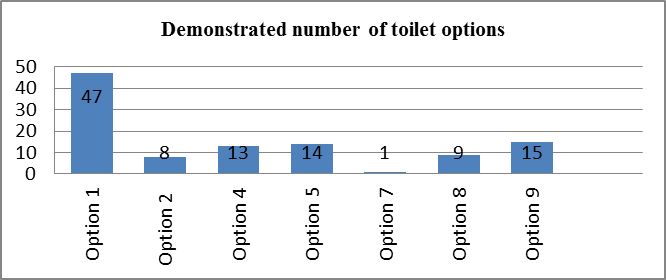 Demonstrated number of toilet options
50
40
30
20
10
0
47
8
13
14
1
9
15
Option 1
Option 2
Option 4
Option 5
Option 7
Option 8
Option 9